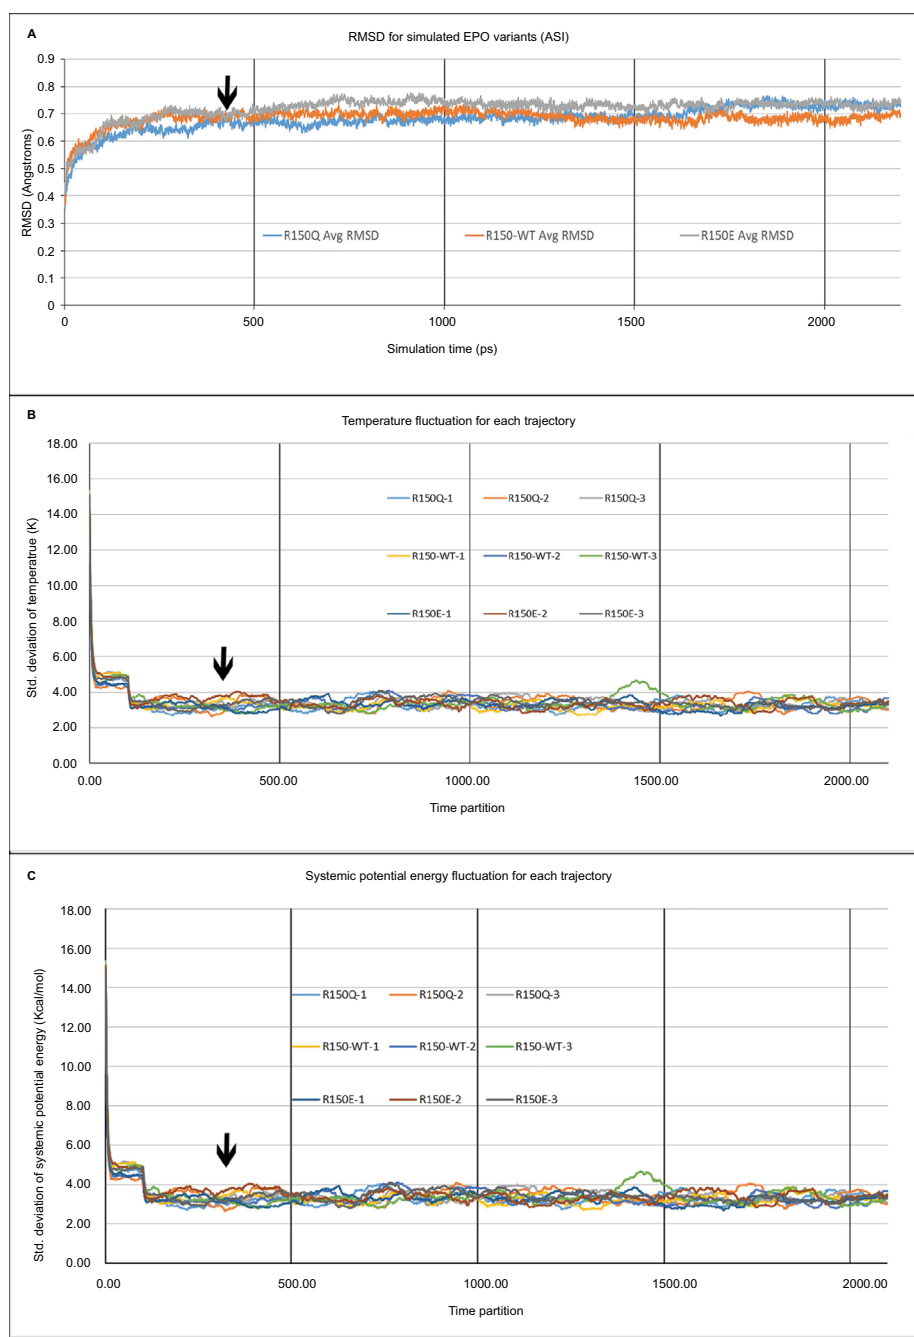 A
RMSD for simulated EPO variants (ASI)
0.9
0.8
0.7
0.6
0.5
0.4
0.3
0.2
0.1
0
RMSD (Angstroms)
R150Q Avg RMSD R150-WT Avg RMSD R150E Avg RMSD
0 500 1000 1500 2000
Simulation time (ps)
B
Temperature fluctuation for each trajectory
18.00
16.00
14.00
12.00
10.00
8.00
6.00
4.00
2.00
0.00
Std. deviation of temperatrue (K)
R150Q-1 R150Q-2 R150Q-3
R150-WT-1 R150-WT-2 R150-WT-3
R150E-1 R150E-2 R150E-3
0.00 500.00 1000.00 1500.00 2000.00
Time partition
C
Systemic potential energy fluctuation for each trajectory
18.00
16.00
14.00
12.00
10.00
8.00
6.00
4.00
2.00
0.00
Std. deviation of systemic potential energy (Kcal/mol)
R150Q-1 R150Q-2 R150Q-3
R150-WT-1 R150-WT-2 R150-WT-3
R150E-1 R150E-2 R150E-3
0.00 500.00 1000.00 1500.00 2000.00
Time partition